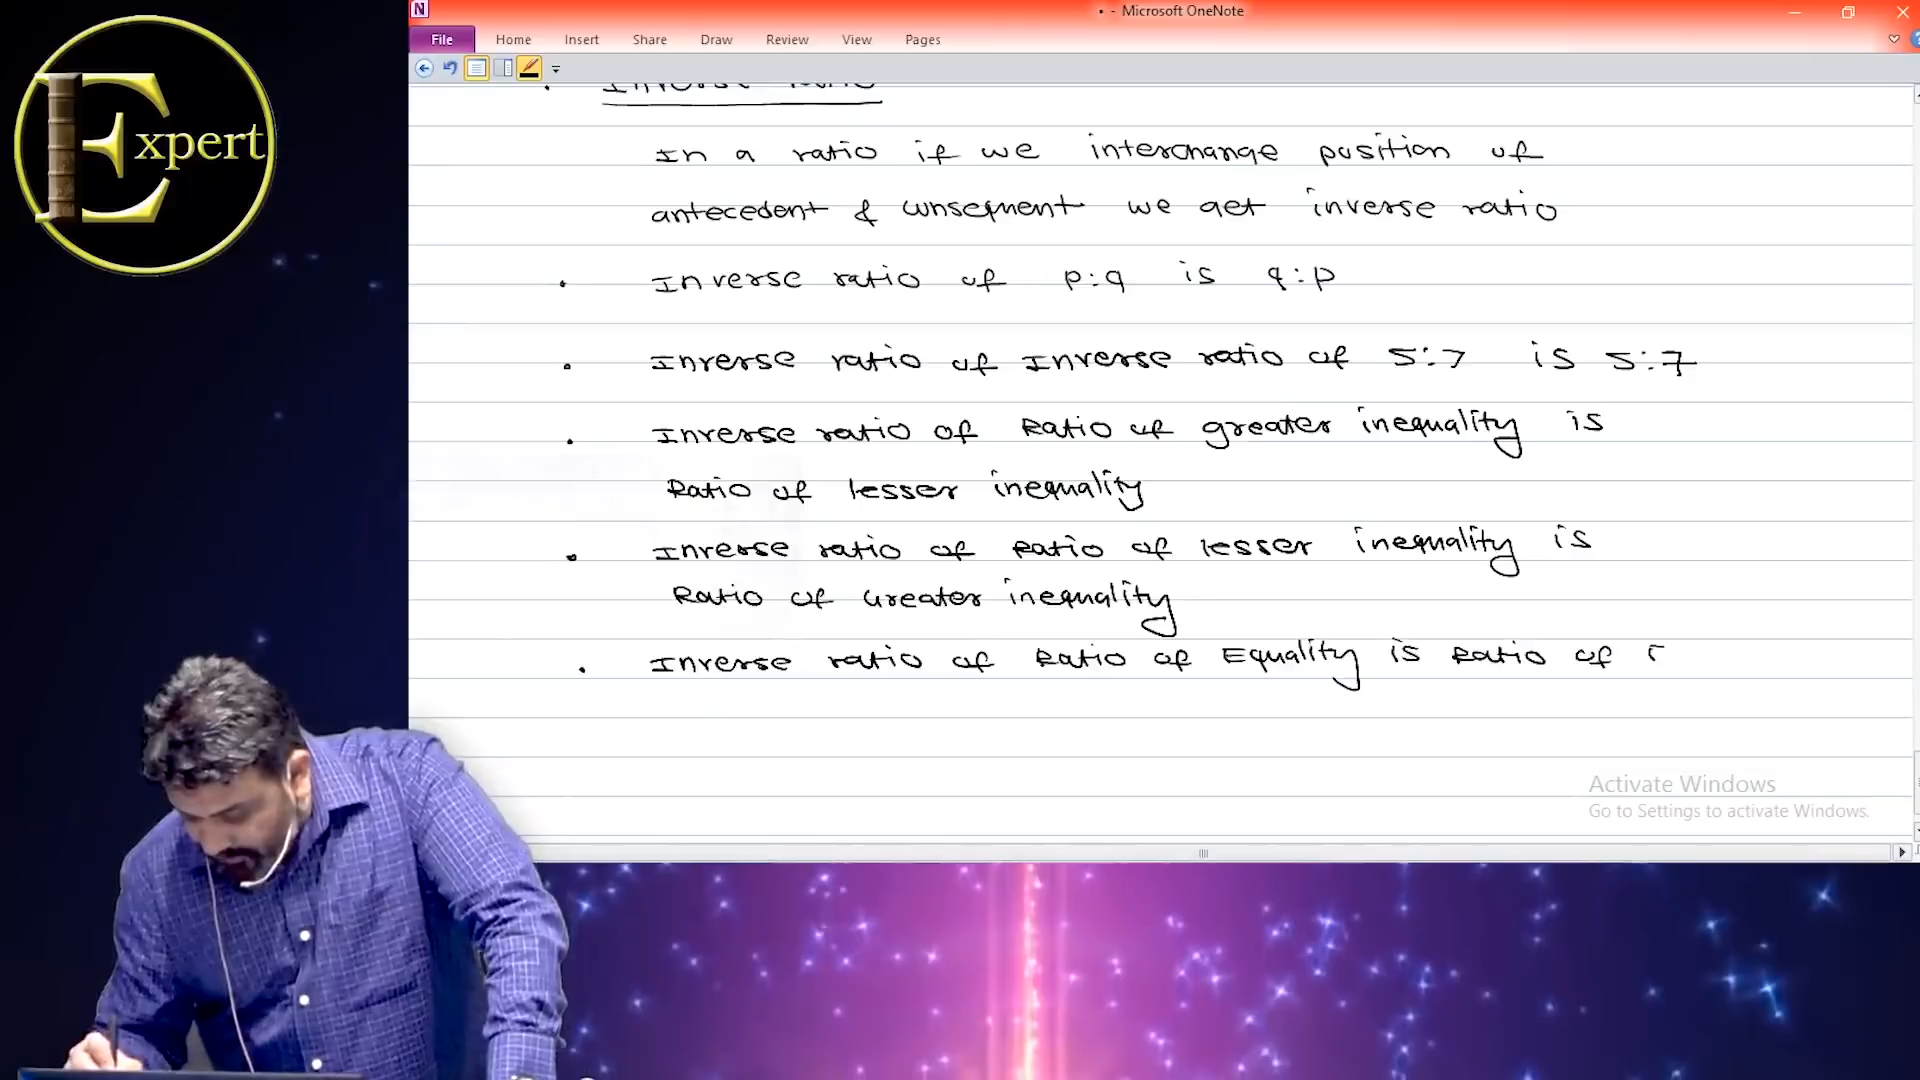 Expert
- Microsoft OneNote
File Home Insert Share Draw Review View Pages
Inverse ratio
In a ratio if we interchange position of
antecedent & consequent we get inverse ratio
. Inverse ratio of p:q is q:p
. Inverse ratio of Inverse ratio of 5:7 is 5:7
. Inverse ratio of Ratio of greater inequality is
Ratio of lesser inequality
. Inverse ratio of Ratio of lesser inequality is
Ratio of Greater inequality
. Inverse ratio of Ratio of Equality is Ratio of
Activate Windows
Go to Settings to activate Windows.